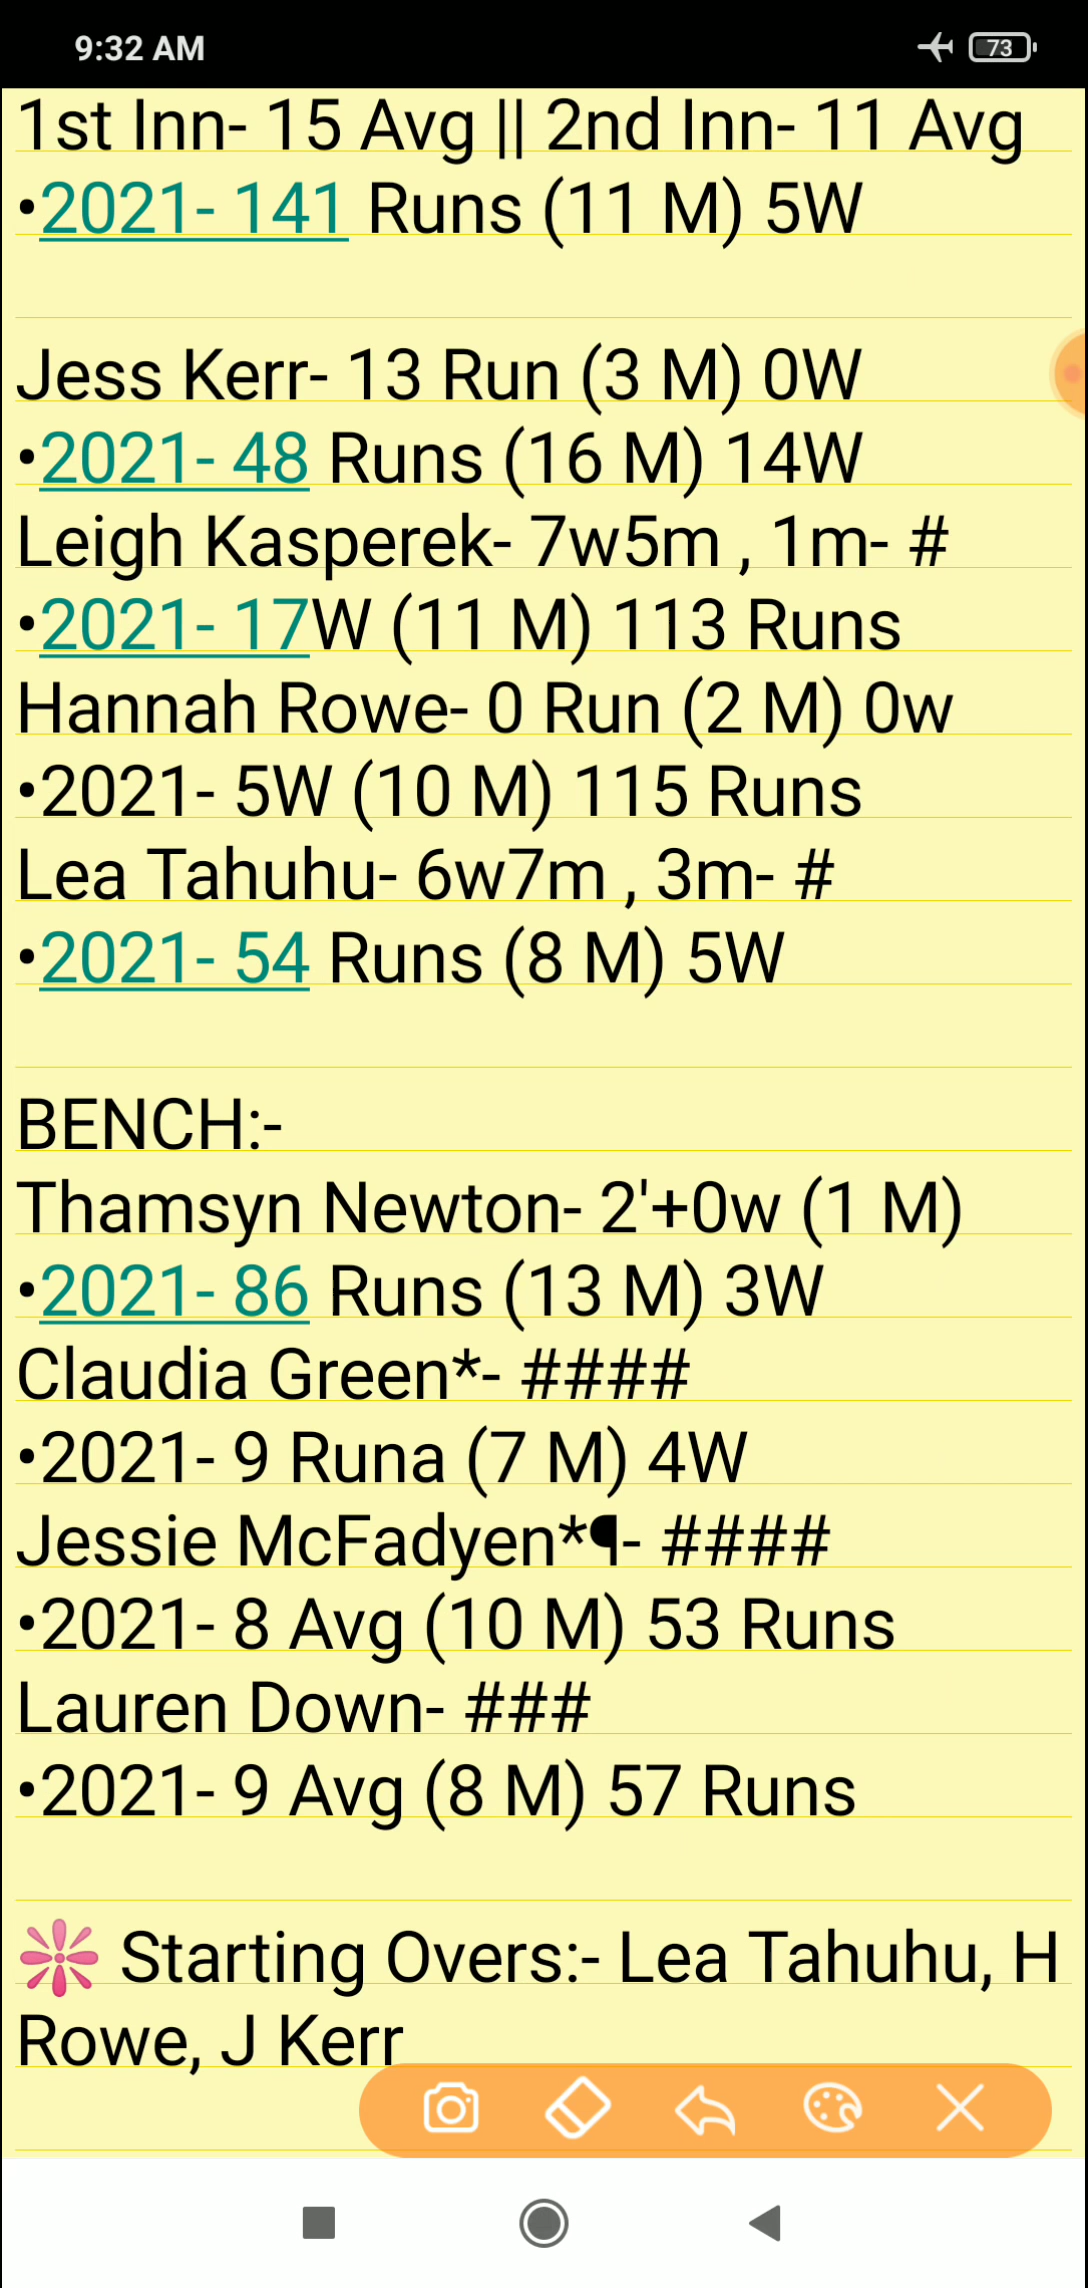 9:32 AM
73
1st Inn- 15 Avg || 2nd Inn- 11 Avg
•2021- 141 Runs (11 M) 5W
Jess Kerr- 13 Run (3 M) 0W
•2021- 48 Runs (16 M) 14W
Leigh Kasperek- 7w5m , 1m- #
•2021- 17W (11 M) 113 Runs
Hannah Rowe- 0 Run (2 M) 0w
•2021- 5W (10 M) 115 Runs
Lea Tahuhu- 6w7m , 3m- #
•2021- 54 Runs (8 M) 5W
BENCH:-
Thamsyn Newton- 2'+0w (1 M)
•2021- 86 Runs (13 M) 3W
Claudia Green*- ####
•2021- 9 Runa (7 M) 4W
Jessie McFadyen*¶- ####
•2021- 8 Avg (10 M) 53 Runs
Lauren Down- ###
•2021- 9 Avg (8 M) 57 Runs
Starting Overs:- Lea Tahuhu, H
Rowe, J Kerr